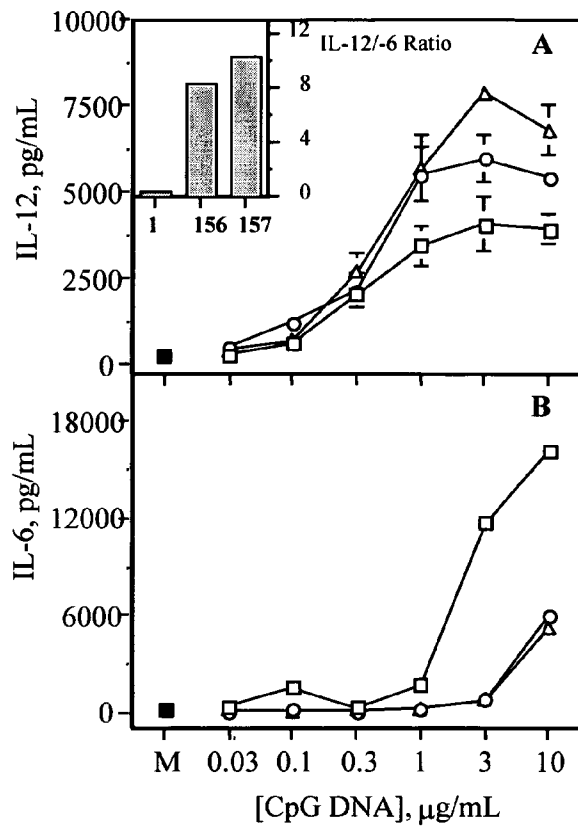 10000
7500
5000
2500
0
IL-12, pg/mL
12
8
4
0
IL-12/-6 Ratio
1 156 157
A
B
18000
12000
6000
0
IL-6, pg/mL
M 0.03 0.1 0.3 1 3 10
[CpG DNA], μg/mL